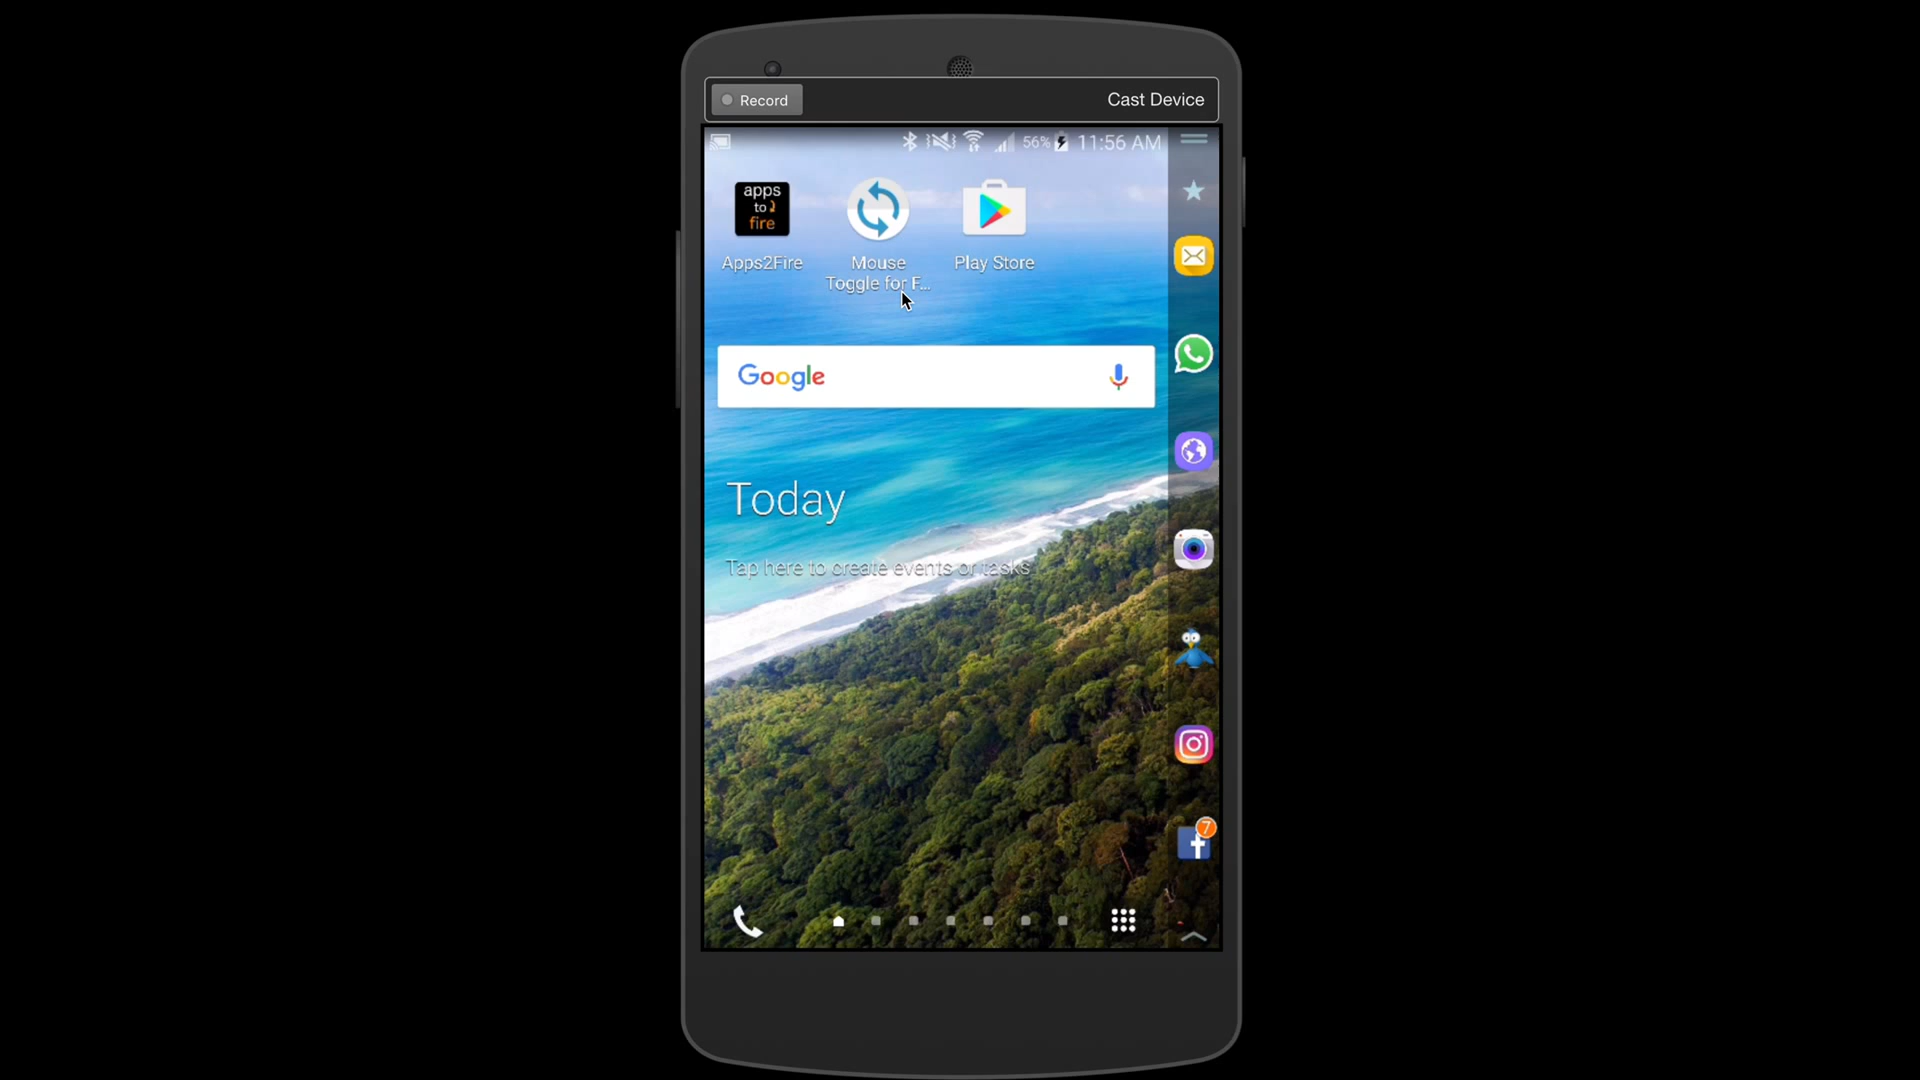 Record
Cast Device
56%
11:56 AM
apps
to
fire
Apps2Fire
Mouse
Toggle for F...
Play Store
Google
Today
Tap here to create events or tasks
7